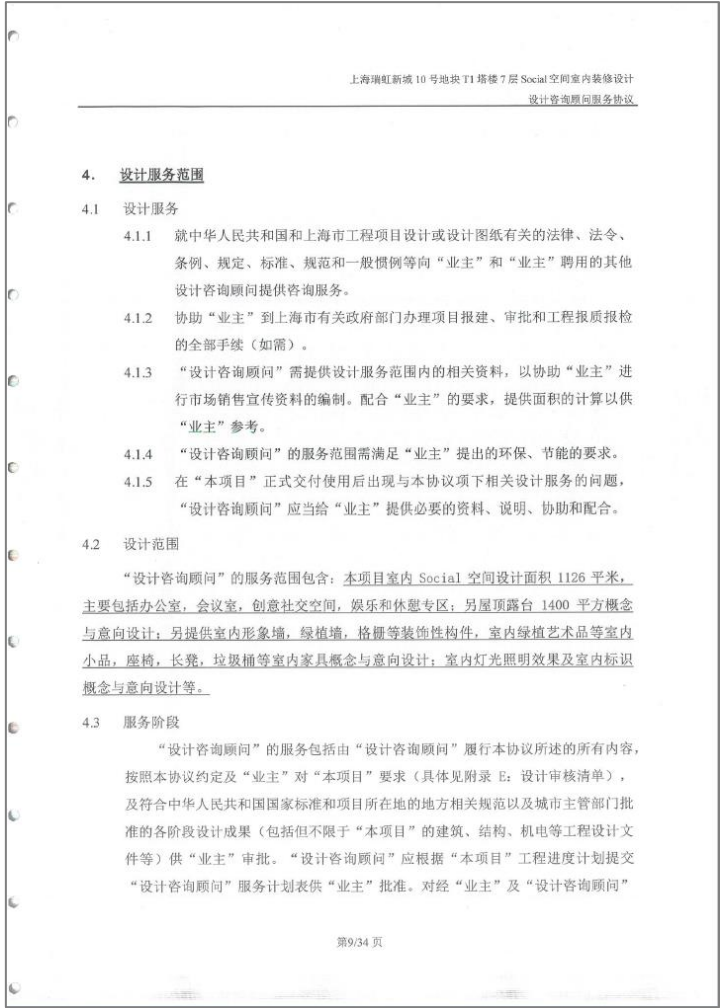 上海瑞虹新城 10 号地块 T1 塔楼 7 层 Social 空间室内装修设计
设计咨询顾问服务协议
4. 设计服务范围
4.1 设计服务
4.1.1 就中华人民共和国和上海市工程项目设计或设计图纸有关的法律、法令、
条例、规定、标准、规范和一般惯例等向“业主”和“业主”聘用的其他
设计咨询顾问提供咨询服务。
4.1.2 协助“业主”到上海市有关政府部门办理项目报建、审批和工程报质报检
的全部手续（如需）。
4.1.3 “设计咨询顾问”需提供设计服务范围内的相关资料，以协助“业主”进
行市场销售宣传资料的编制。配合“业主”的要求，提供面积的计算以供
“业主”参考。
4.1.4 “设计咨询顾问”的服务范围需满足“业主”提出的环保、节能的要求。
4.1.5 在“本项目”正式交付使用后出现与本协议项下相关设计服务的问题，
“设计咨询顾问”应当给“业主”提供必要的资料、说明、协助和配合。
4.2 设计范围
“设计咨询顾问”的服务范围包含：本项目室内 Social 空间设计面积 1126 平米，
主要包括办公室，会议室，创意社交空间，娱乐和休憩专区；另屋顶露台 1400 平方概念
与意向设计；另提供室内形象墙，绿植墙，格栅等装饰性构件，室内绿植艺术品等室内
小品，座椅，长凳，垃圾桶等室内家具概念与意向设计；室内灯光照明效果及室内标识
概念与意向设计等。
4.3 服务阶段
“设计咨询顾问”的服务包括由“设计咨询顾问”履行本协议所述的所有内容，
按照本协议约定及“业主”对“本项目”要求（具体见附录 E：设计审核清单），
及符合中华人民共和国国家标准和项目所在地的地方相关规范以及城市主管部门批
准的各阶段设计成果（包括但不限于“本项目”的建筑、结构、机电等工程设计文
件等）供“业主”审批。“设计咨询顾问”应根据“本项目”工程进度计划提交
“设计咨询顾问”服务计划表供“业主”批准。对经“业主”及“设计咨询顾问”
第9/34 页